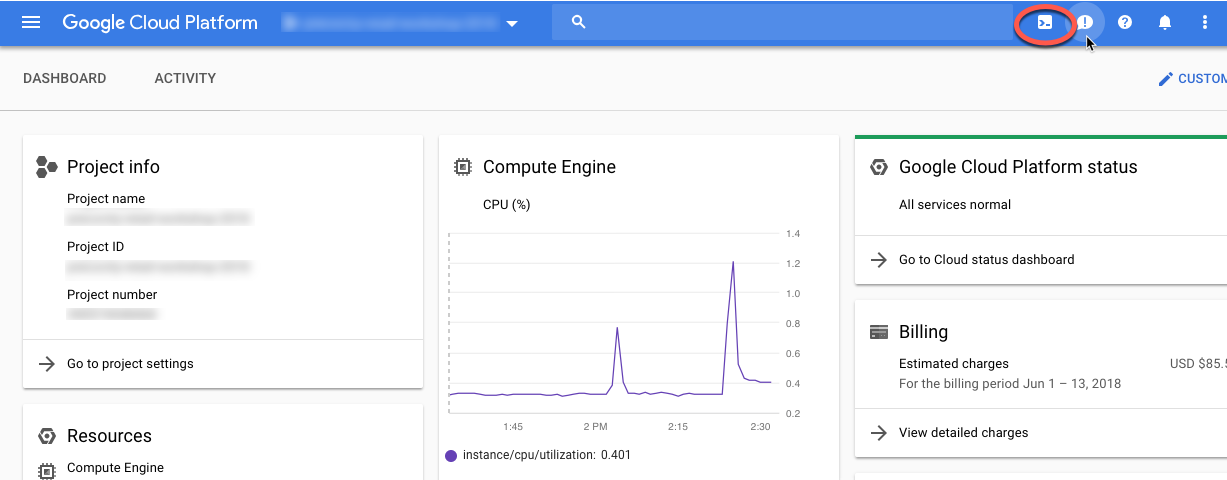 Google Cloud Platform
DASHBOARD
ACTIVITY
CUSTOM
Project info
Project name
Project ID
Project number
Go to project settings
Resources
Compute Engine
Compute Engine
CPU (%)
1.4
1.2
1.0
0.8
0.6
0.4
0.2
1:45 2 PM 2:15 2:30
instance/cpu/utilization: 0.401
Google Cloud Platform status
All services normal
Go to Cloud status dashboard
Billing
Estimated charges USD $85.5
For the billing period Jun 1 – 13, 2018
View detailed charges